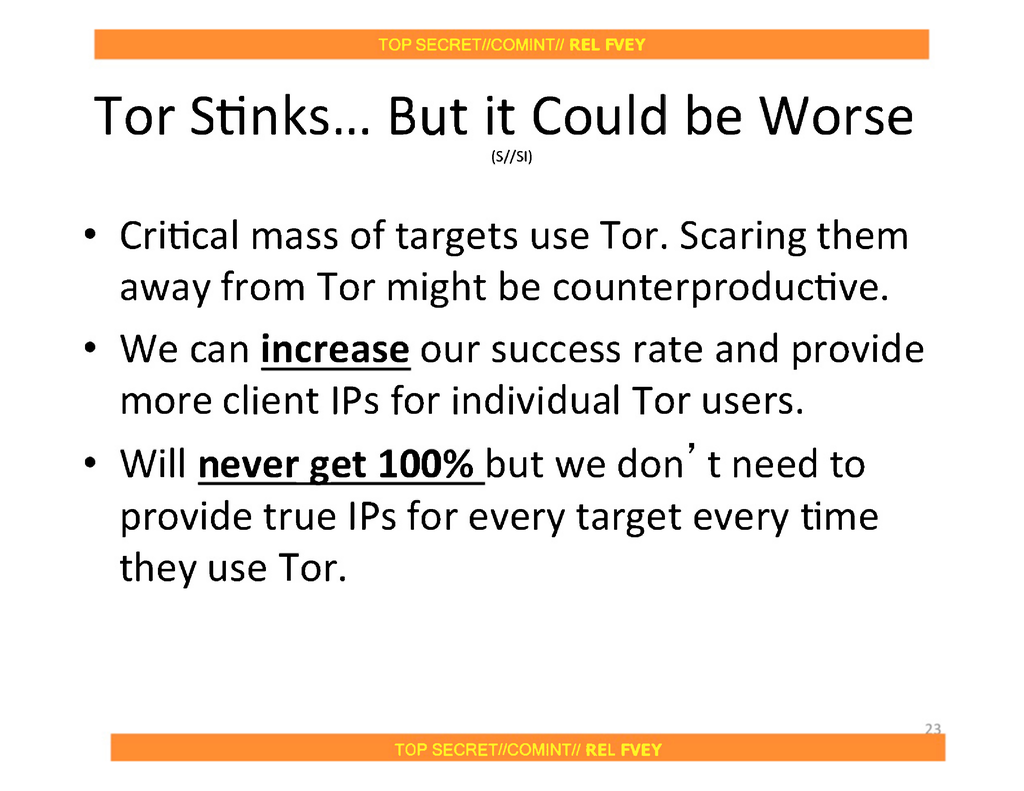 TOP SECRET//COMINT// REL FVEY
Tor Stinks… But it Could be Worse
(S//SI)
• Critical mass of targets use Tor. Scaring them
away from Tor might be counterproductive.
• We can increase our success rate and provide
more client IPs for individual Tor users.
• Will never get 100% but we don’t need to
provide true IPs for every target every time
they use Tor.
23
TOP SECRET//COMINT// REL FVEY